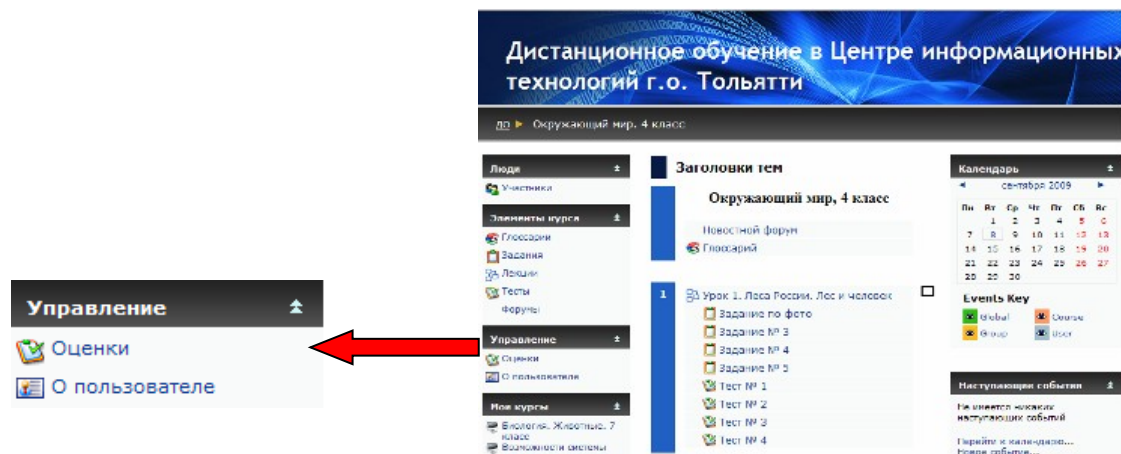 Дистанционное обучение в Центре информационных
технологий г.о. Тольятти
до ► Окружающий мир, 4 класс
Люди
Участники
Элементы курса
Глоссарии
Задания
Лекции
Тесты
Форумы
Управление
Оценки
О пользователе
Мои курсы
Биология. Животные. 7
класс
Возможности системы
Заголовки тем
Окружающий мир, 4 класс
Новостной форум
Глоссарий
1
Урок 1. Леса России. Лес и человек
Задание по фото
Задание № 3
Задание № 4
Задание № 5
Тест № 1
Тест № 2
Тест № 3
Тест № 4
Календарь
◄ сентября 2009 ►
Пн Вт Ср Чт Пт Сб Вс
1 2 3 4 5 6
7 8 9 10 11 12 13
14 15 16 17 18 19 20
21 22 23 24 25 26 27
28 29 30
Events Key
Global Course
Group User
Наступающие события
Не имеется никаких
наступающих событий
Перейти к календарю...
Новое событие...
Управление
Оценки
О пользователе